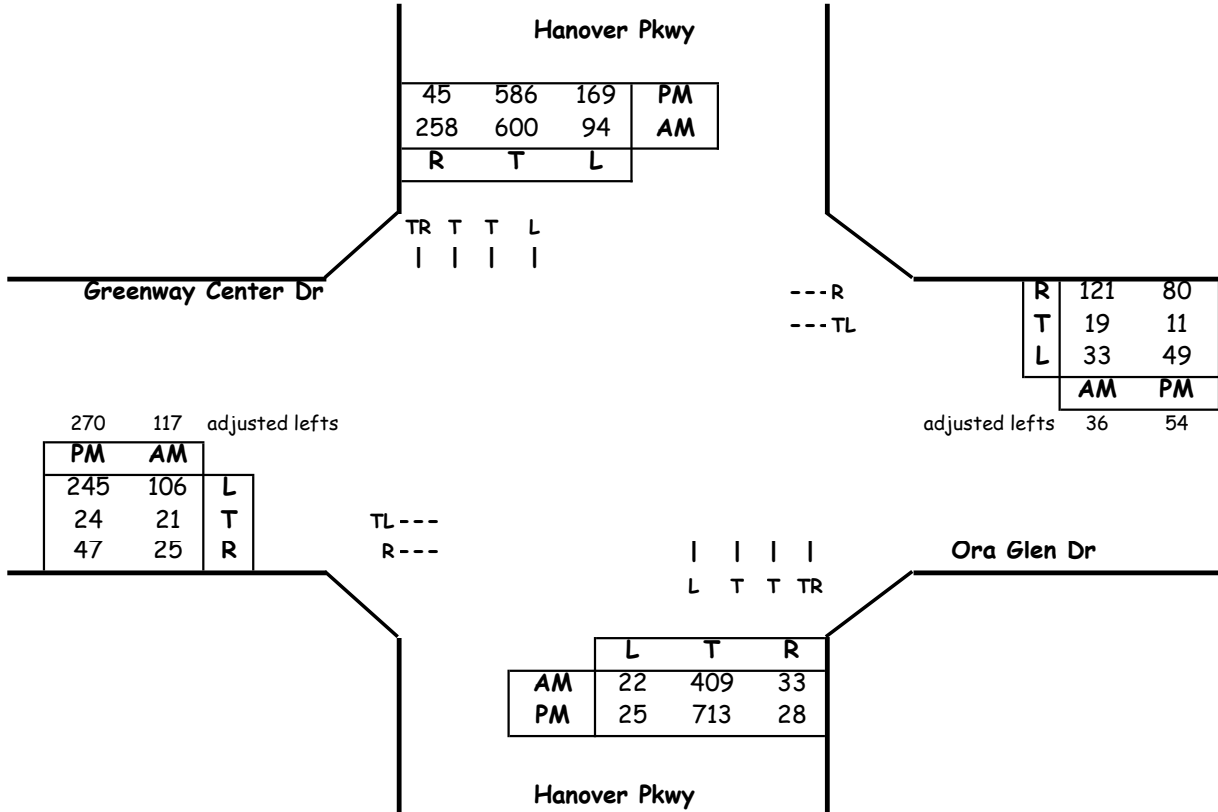 Hanover Pkwy
45 586 169 PM
258 600 94 AM
R T L
TR T T L
Greenway Center Dr
---R
---TL
R 121 80
T 19 11
L 33 49
AM PM
adjusted lefts 36 54
270 117 adjusted lefts
PM AM
245 106 L
24 21 T
47 25 R
TL---
R---
Ora Glen Dr
L T T TR
L T R
AM 22 409 33
PM 25 713 28
Hanover Pkwy